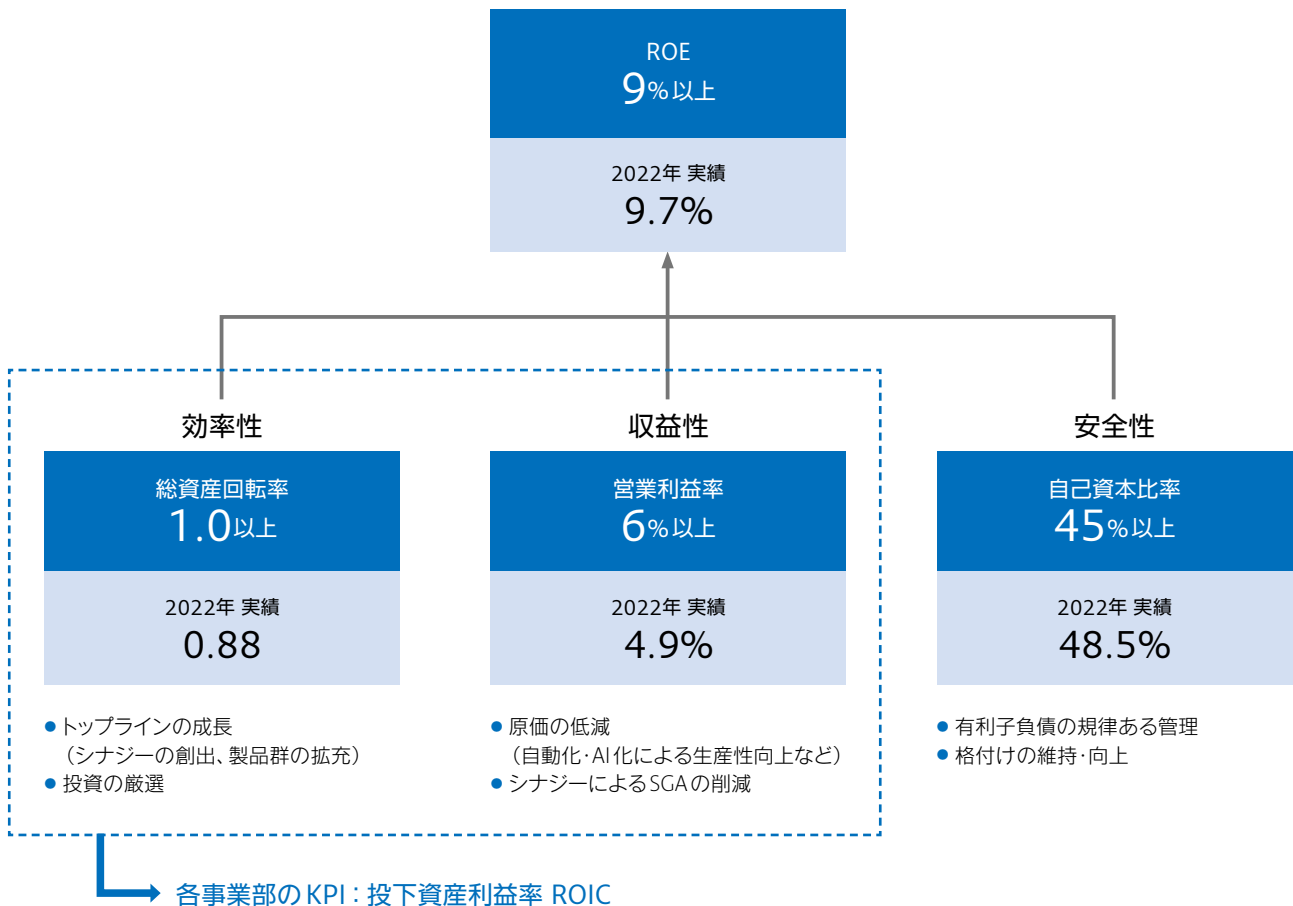 ROE
9%以上
2022年 実績
9.7%
効率性
総資産回転率
1.0以上
2022年 実績
0.88
●トップラインの成長
（シナジーの創出、製品群の拡充）
●投資の厳選
収益性
営業利益率
6%以上
2022年 実績
4.9%
●原価の低減
（自動化・AI化による生産性向上など）
●シナジーによるSGAの削減
安全性
自己資本比率
45%以上
2022年 実績
48.5%
●有利子負債の規律ある管理
●格付けの維持・向上
各事業部のKPI：投下資産利益率 ROIC